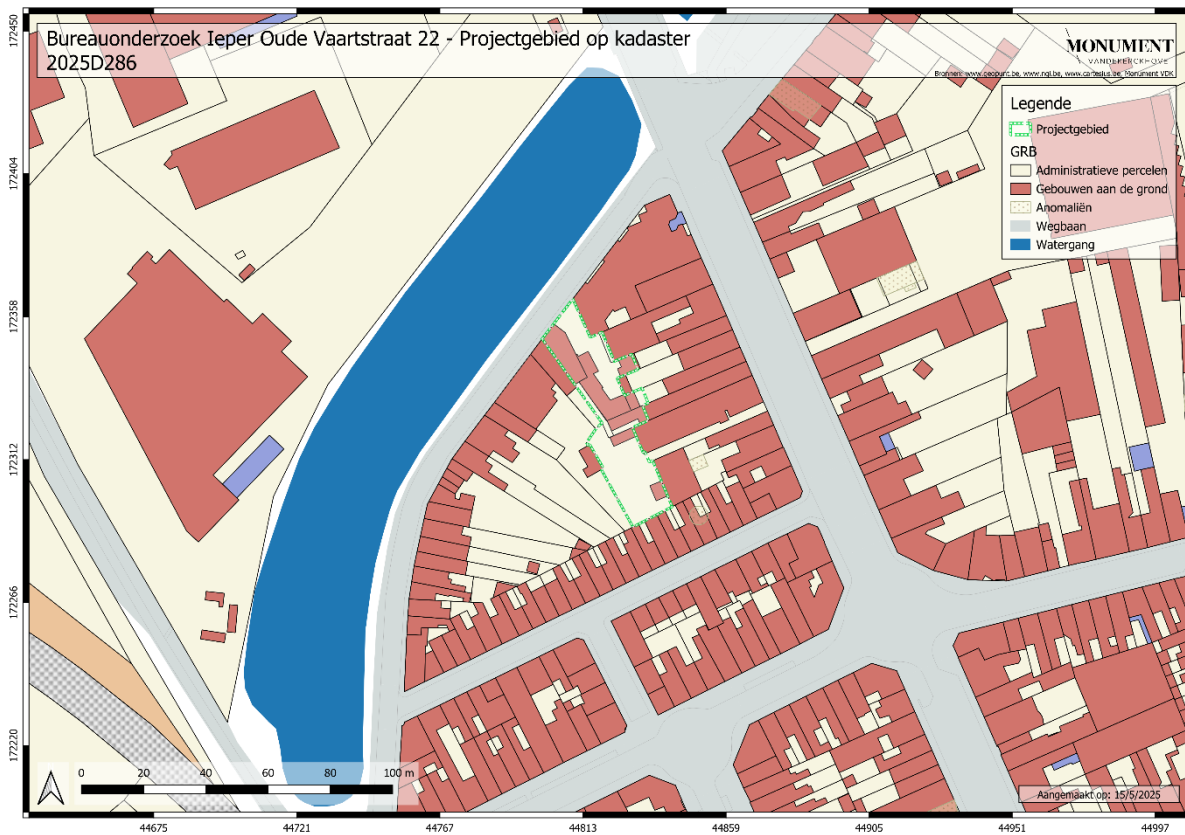 Bureauonderzoek Ieper Oude Vaartstraat 22 - Projectgebied op kadaster
2025D286
MONUMENT
VANDEKERCKHOVE
Bronnen: www.geopunt.be, www.ngi.be, www.cartesius.be, Monument VDK
Legende
Projectgebied
GRB
Administratieve percelen
Gebouwen aan de grond
Anomaliën
Wegbaan
Watergang
172450
172404
172358
172312
172266
172220
0 20 40 60 80 100 m
Aangemaakt op: 15/5/2025
44675 44721 44767 44813 44859 44905 44951 44997